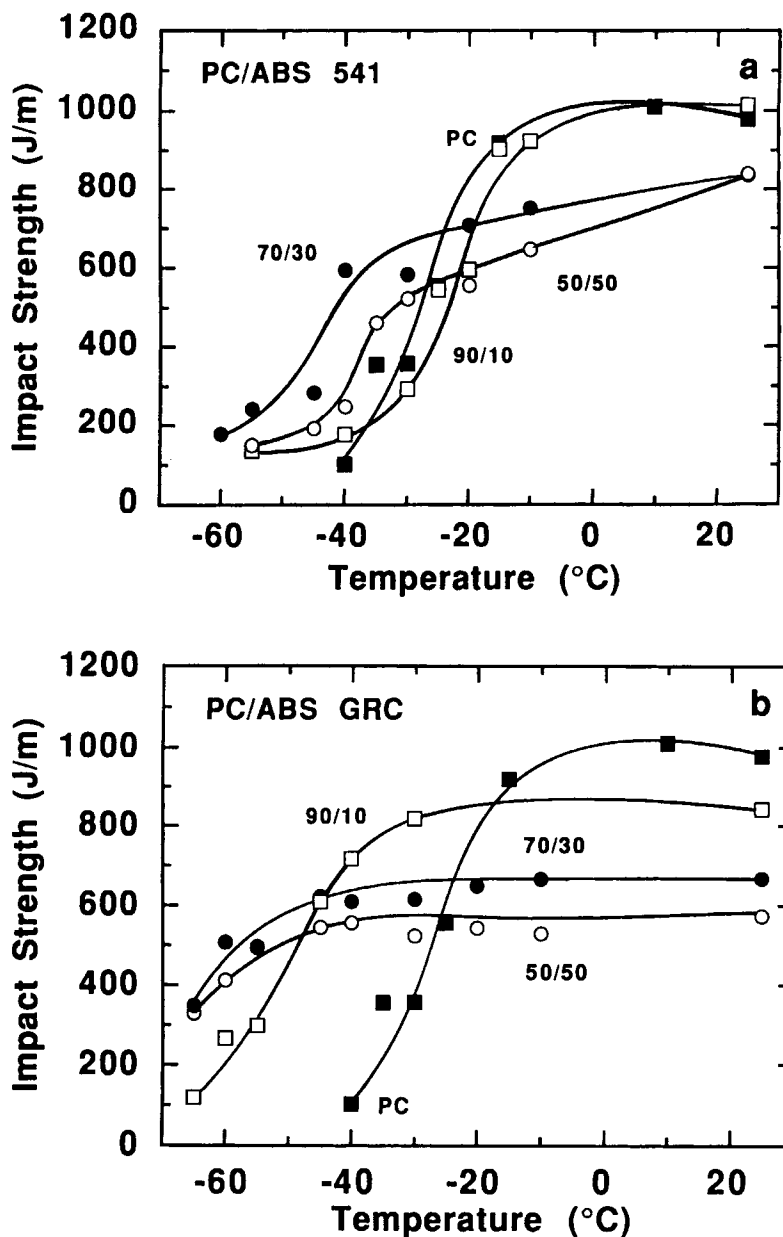 1200
PC/ABS 541
a
1000
PC
800
70/30
600
50/50
400
90/10
200
0
Impact Strength (J/m)
-60 -40 -20 0 20
Temperature (°C)
1200
PC/ABS GRC
b
1000
90/10
800
70/30
600
50/50
400
200
PC
0
Impact Strength (J/m)
-60 -40 -20 0 20
Temperature (°C)